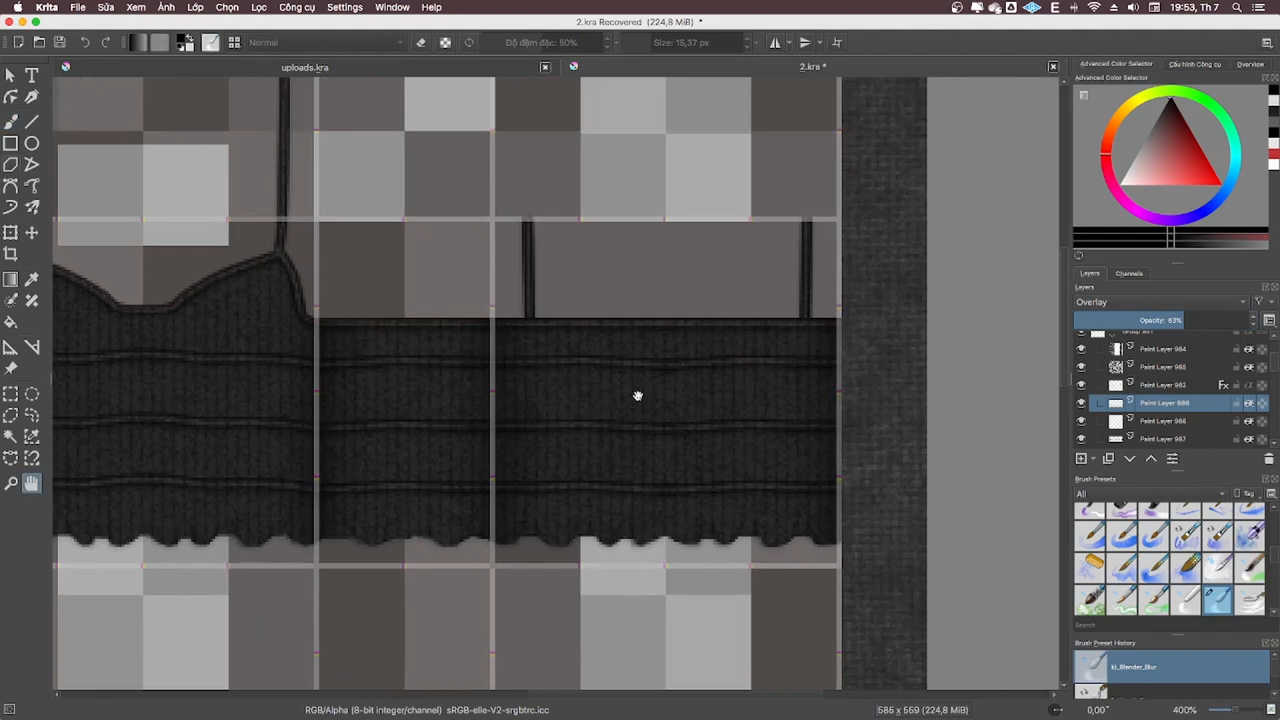 Krita File Sửa Xem Ảnh Lớp Chọn Lọc Công cụ Settings Window Help
19:53, Th 7
2.kra Recovered (224,8 MiB) *
Normal
Độ đậm đặc: 50%
Size: 15,37 px
uploads.kra
2.kra *
Advanced Color Selector
Cấu hình Công cụ
Overview
Advanced Color Selector
Layers
Channels
Layers
Overlay
Opacity: 63%
Paint Layer 984
Paint Layer 985
Paint Layer 983
Fx
Paint Layer 988
Paint Layer 986
Paint Layer 987
Brush Presets
All
Tag
Search
Brush Preset History
k)_Blender_Blur
RGB/Alpha (8-bit integer/channel) sRGB-elle-V2-srgbtrc.icc
585 x 559 (224,8 MiB)
0,00°
400%